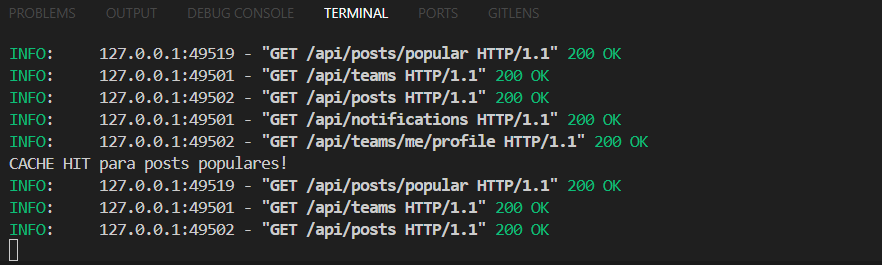 PROBLEMS OUTPUT DEBUG CONSOLE TERMINAL PORTS GITLENS
INFO: 127.0.0.1:49519 - "GET /api/posts/popular HTTP/1.1" 200 OK
INFO: 127.0.0.1:49501 - "GET /api/teams HTTP/1.1" 200 OK
INFO: 127.0.0.1:49502 - "GET /api/posts HTTP/1.1" 200 OK
INFO: 127.0.0.1:49501 - "GET /api/notifications HTTP/1.1" 200 OK
INFO: 127.0.0.1:49502 - "GET /api/teams/me/profile HTTP/1.1" 200 OK
CACHE HIT para posts populares!
INFO: 127.0.0.1:49519 - "GET /api/posts/popular HTTP/1.1" 200 OK
INFO: 127.0.0.1:49501 - "GET /api/teams HTTP/1.1" 200 OK
INFO: 127.0.0.1:49502 - "GET /api/posts HTTP/1.1" 200 OK